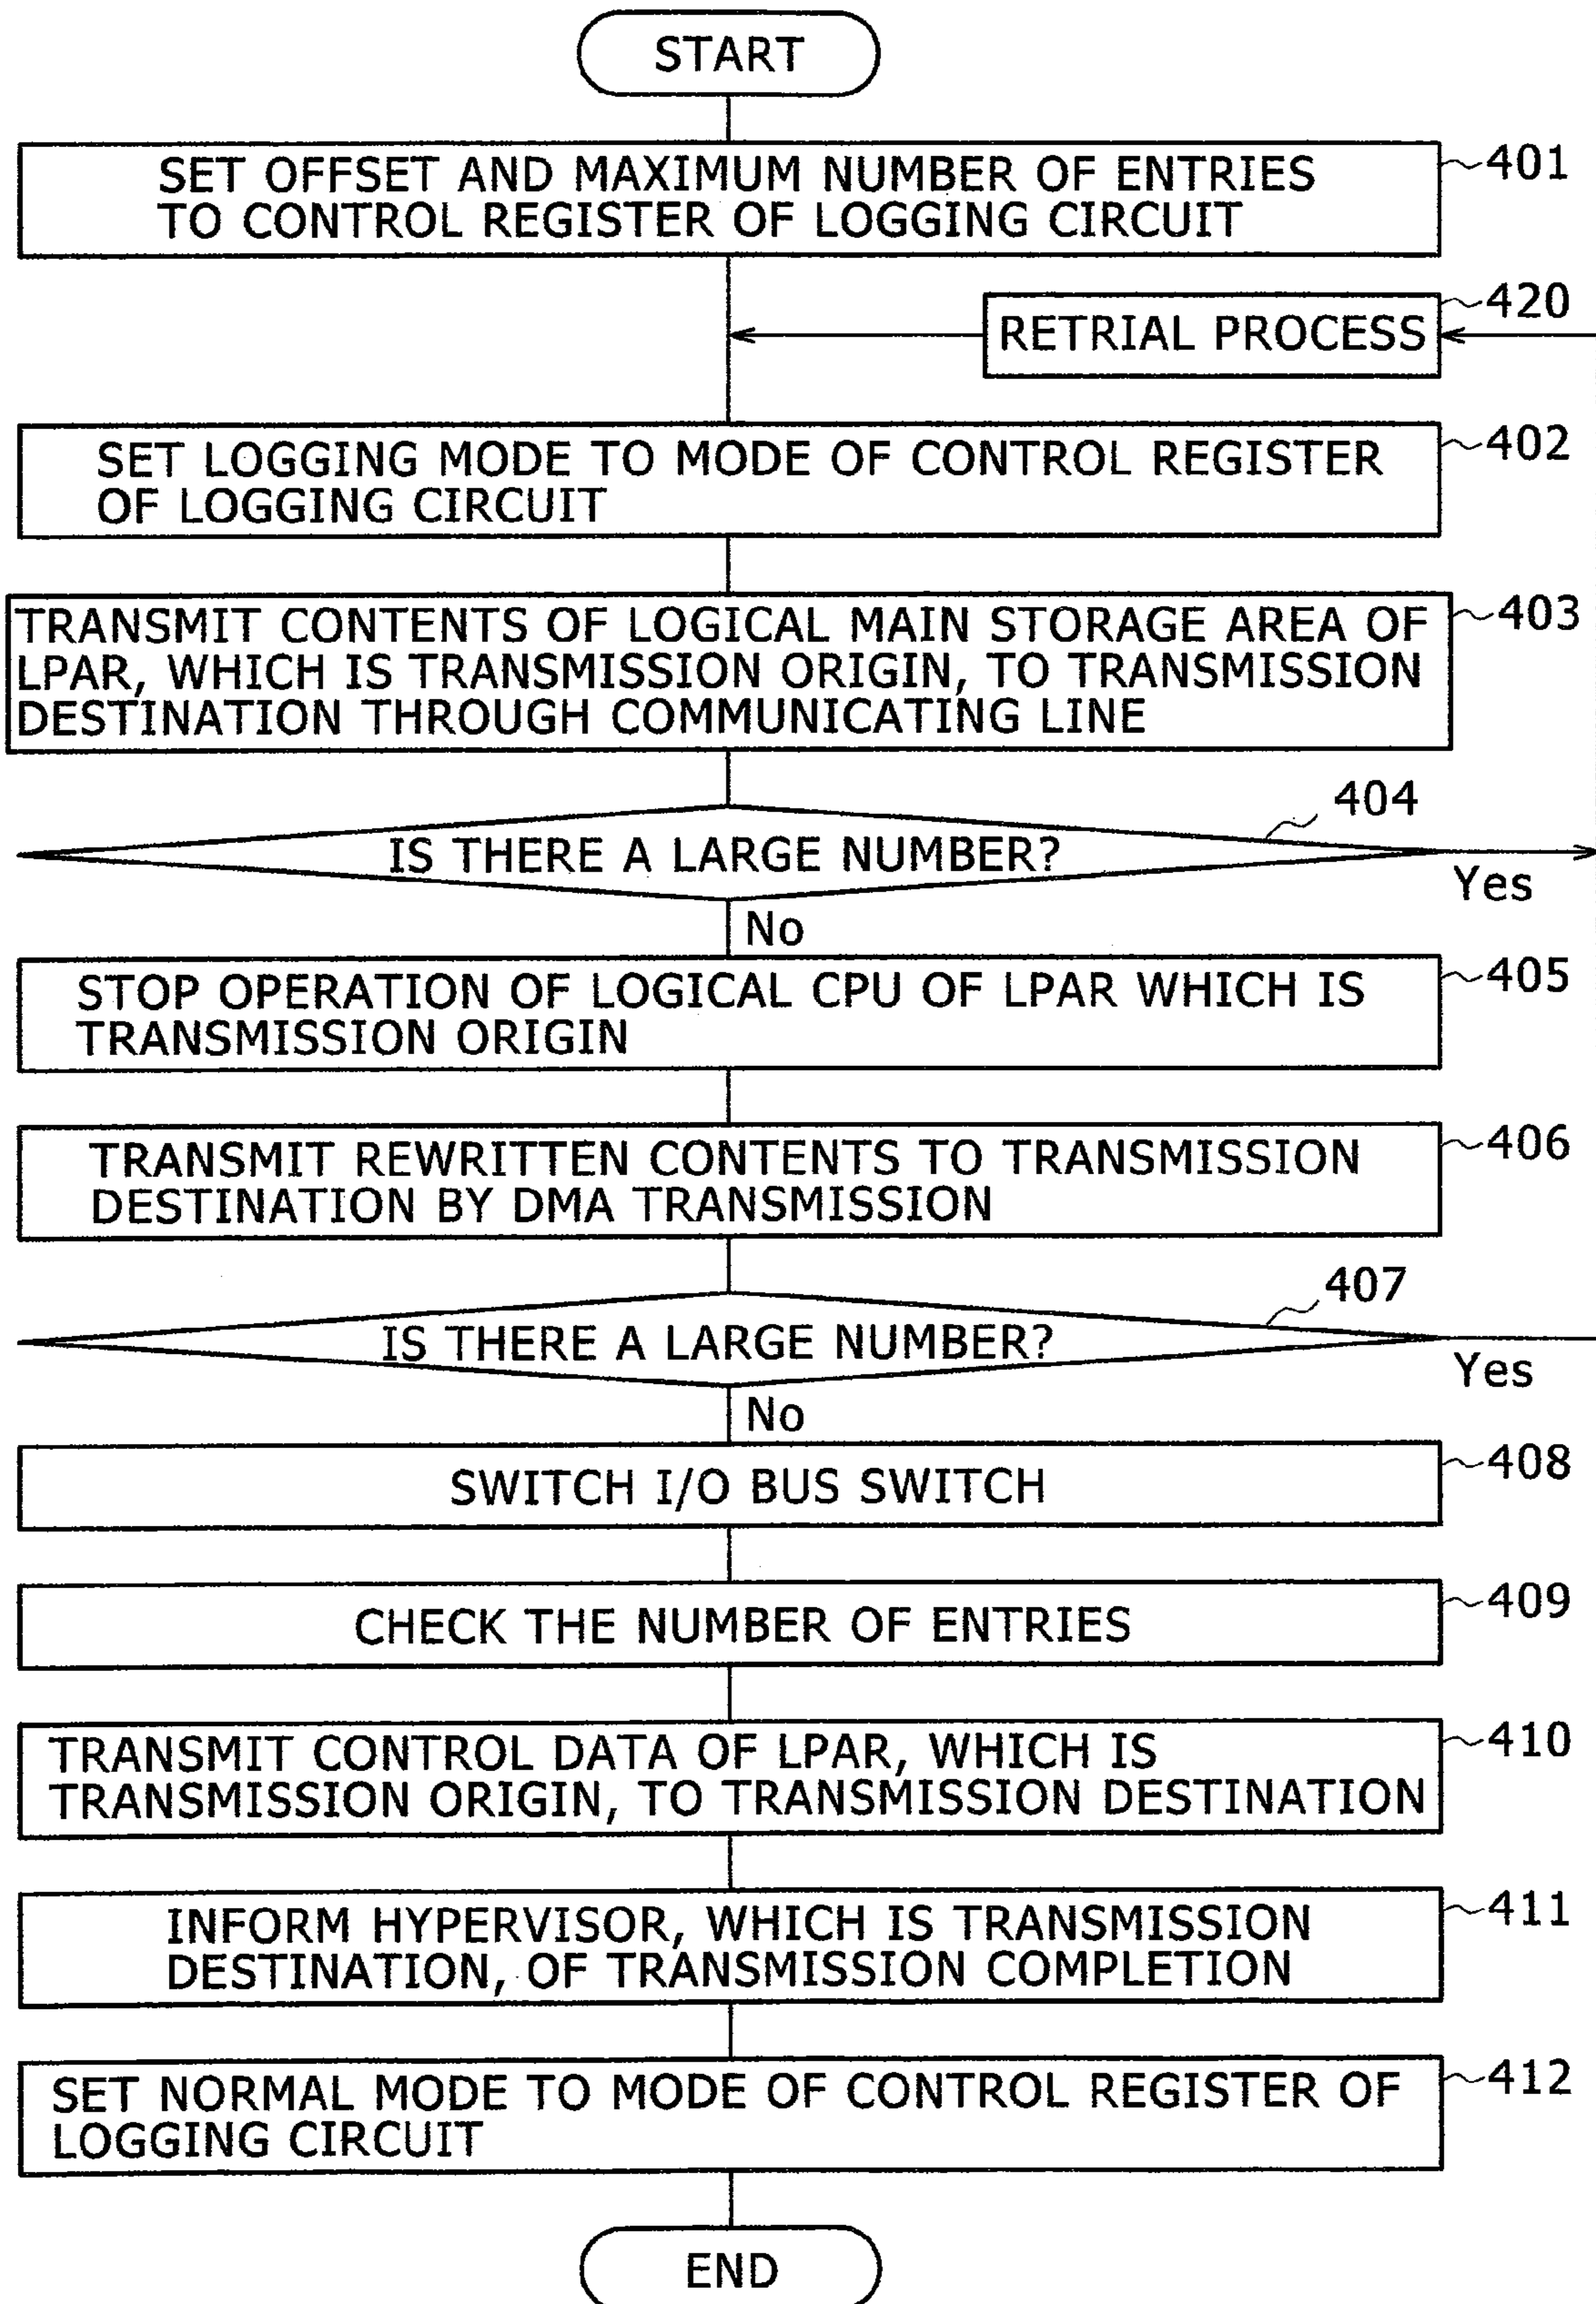 START
SET OFFSET AND MAXIMUM NUMBER OF ENTRIES
TO CONTROL REGISTER OF LOGGING CIRCUIT
401
420
RETRIAL PROCESS
SET LOGGING MODE TO MODE OF CONTROL REGISTER
OF LOGGING CIRCUIT
402
TRANSMIT CONTENTS OF LOGICAL MAIN STORAGE AREA OF
LPAR, WHICH IS TRANSMISSION ORIGIN, TO TRANSMISSION
DESTINATION THROUGH COMMUNICATING LINE
403
404
IS THERE A LARGE NUMBER?
Yes
No
STOP OPERATION OF LOGICAL CPU OF LPAR WHICH IS
TRANSMISSION ORIGIN
405
TRANSMIT REWRITTEN CONTENTS TO TRANSMISSION
DESTINATION BY DMA TRANSMISSION
406
407
IS THERE A LARGE NUMBER?
Yes
No
SWITCH I/O BUS SWITCH
408
CHECK THE NUMBER OF ENTRIES
409
TRANSMIT CONTROL DATA OF LPAR, WHICH IS
TRANSMISSION ORIGIN, TO TRANSMISSION DESTINATION
410
INFORM HYPERVISOR, WHICH IS TRANSMISSION
DESTINATION, OF TRANSMISSION COMPLETION
411
SET NORMAL MODE TO MODE OF CONTROL REGISTER OF
LOGGING CIRCUIT
412
END